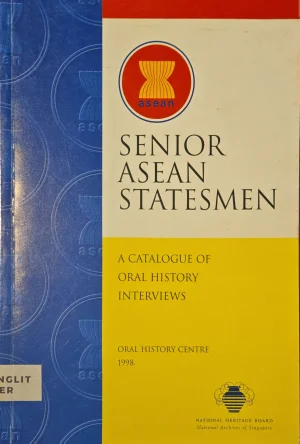 asean
SENIOR
ASEAN
STATESMEN
A CATALOGUE OF
ORAL HISTORY
INTERVIEWS
ORAL HISTORY CENTRE
1998
NGLIT
ER
NATIONAL HERITAGE BOARD
National Archives of Singapore